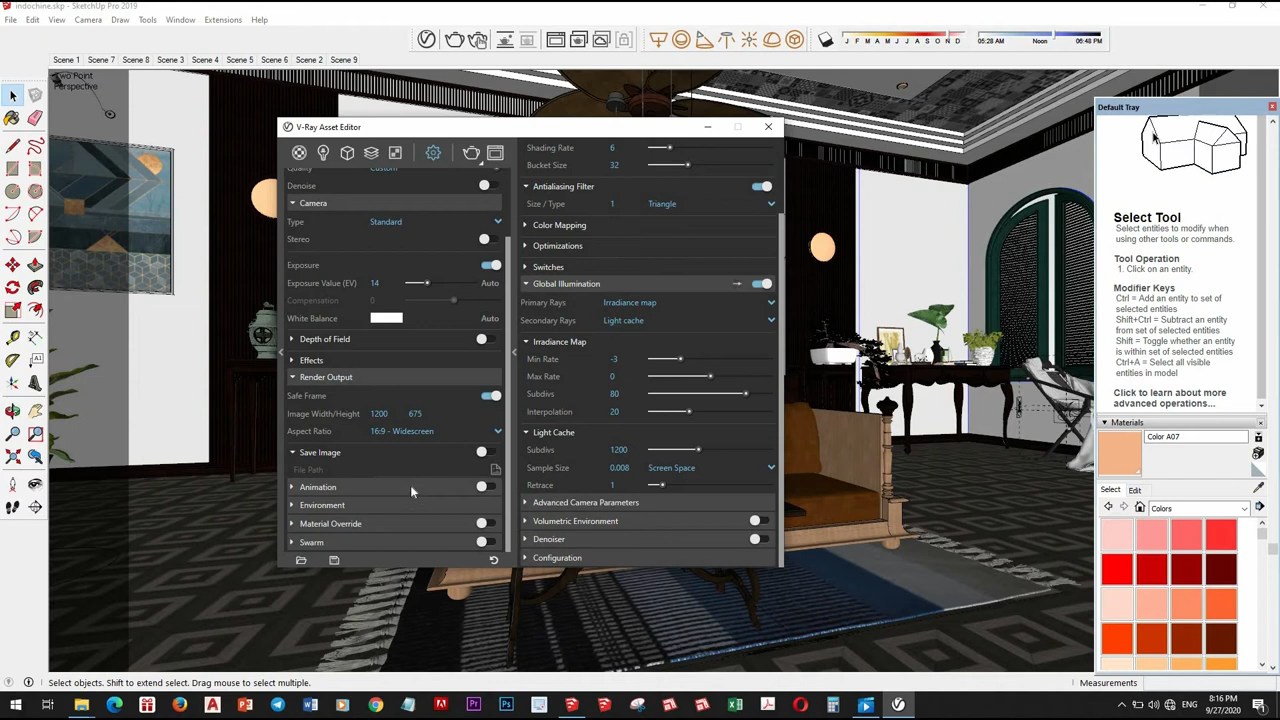 indochine.skp - SketchUp Pro 2019
File Edit View Camera Draw Tools Window Extensions Help
J F M A M J J A S O N D
05:28 AM Noon 06:48 PM
Scene 1 Scene 7 Scene 8 Scene 3 Scene 4 Scene 5 Scene 6 Scene 2 Scene 9
Two Point
Perspective
V-Ray Asset Editor
Quality Custom
Denoise
Camera
Type Standard
Stereo
Exposure
Exposure Value (EV) 14 Auto
Compensation 0
White Balance Auto
Depth of Field
Effects
Render Output
Safe Frame
Image Width/Height 1200 675
Aspect Ratio 16:9 - Widescreen
Save Image
File Path
Animation
Environment
Material Override
Swarm
Shading Rate 6
Bucket Size 32
Antialiasing Filter
Size / Type 1 Triangle
Color Mapping
Optimizations
Switches
Global Illumination
Primary Rays Irradiance map
Secondary Rays Light cache
Irradiance Map
Min Rate -3
Max Rate 0
Subdivs 80
Interpolation 20
Light Cache
Subdivs 1200
Sample Size 0.008 Screen Space
Retrace 1
Advanced Camera Parameters
Volumetric Environment
Denoiser
Configuration
Default Tray
Select Tool
Select entities to modify when
using other tools or commands.
Tool Operation
1. Click on an entity.
Modifier Keys
Ctrl = Add an entity to set of
selected entities
Shift+Ctrl = Subtract an entity
from set of selected entities
Shift = Toggle whether an
entity is within set of selected
entities
Ctrl+A = Select all visible
entities in model
Click to learn about more
advanced operations...
Materials
Color A07
Select Edit
Colors
Select objects. Shift to extend select. Drag mouse to select multiple.
Measurements
8:16 PM
9/27/2020